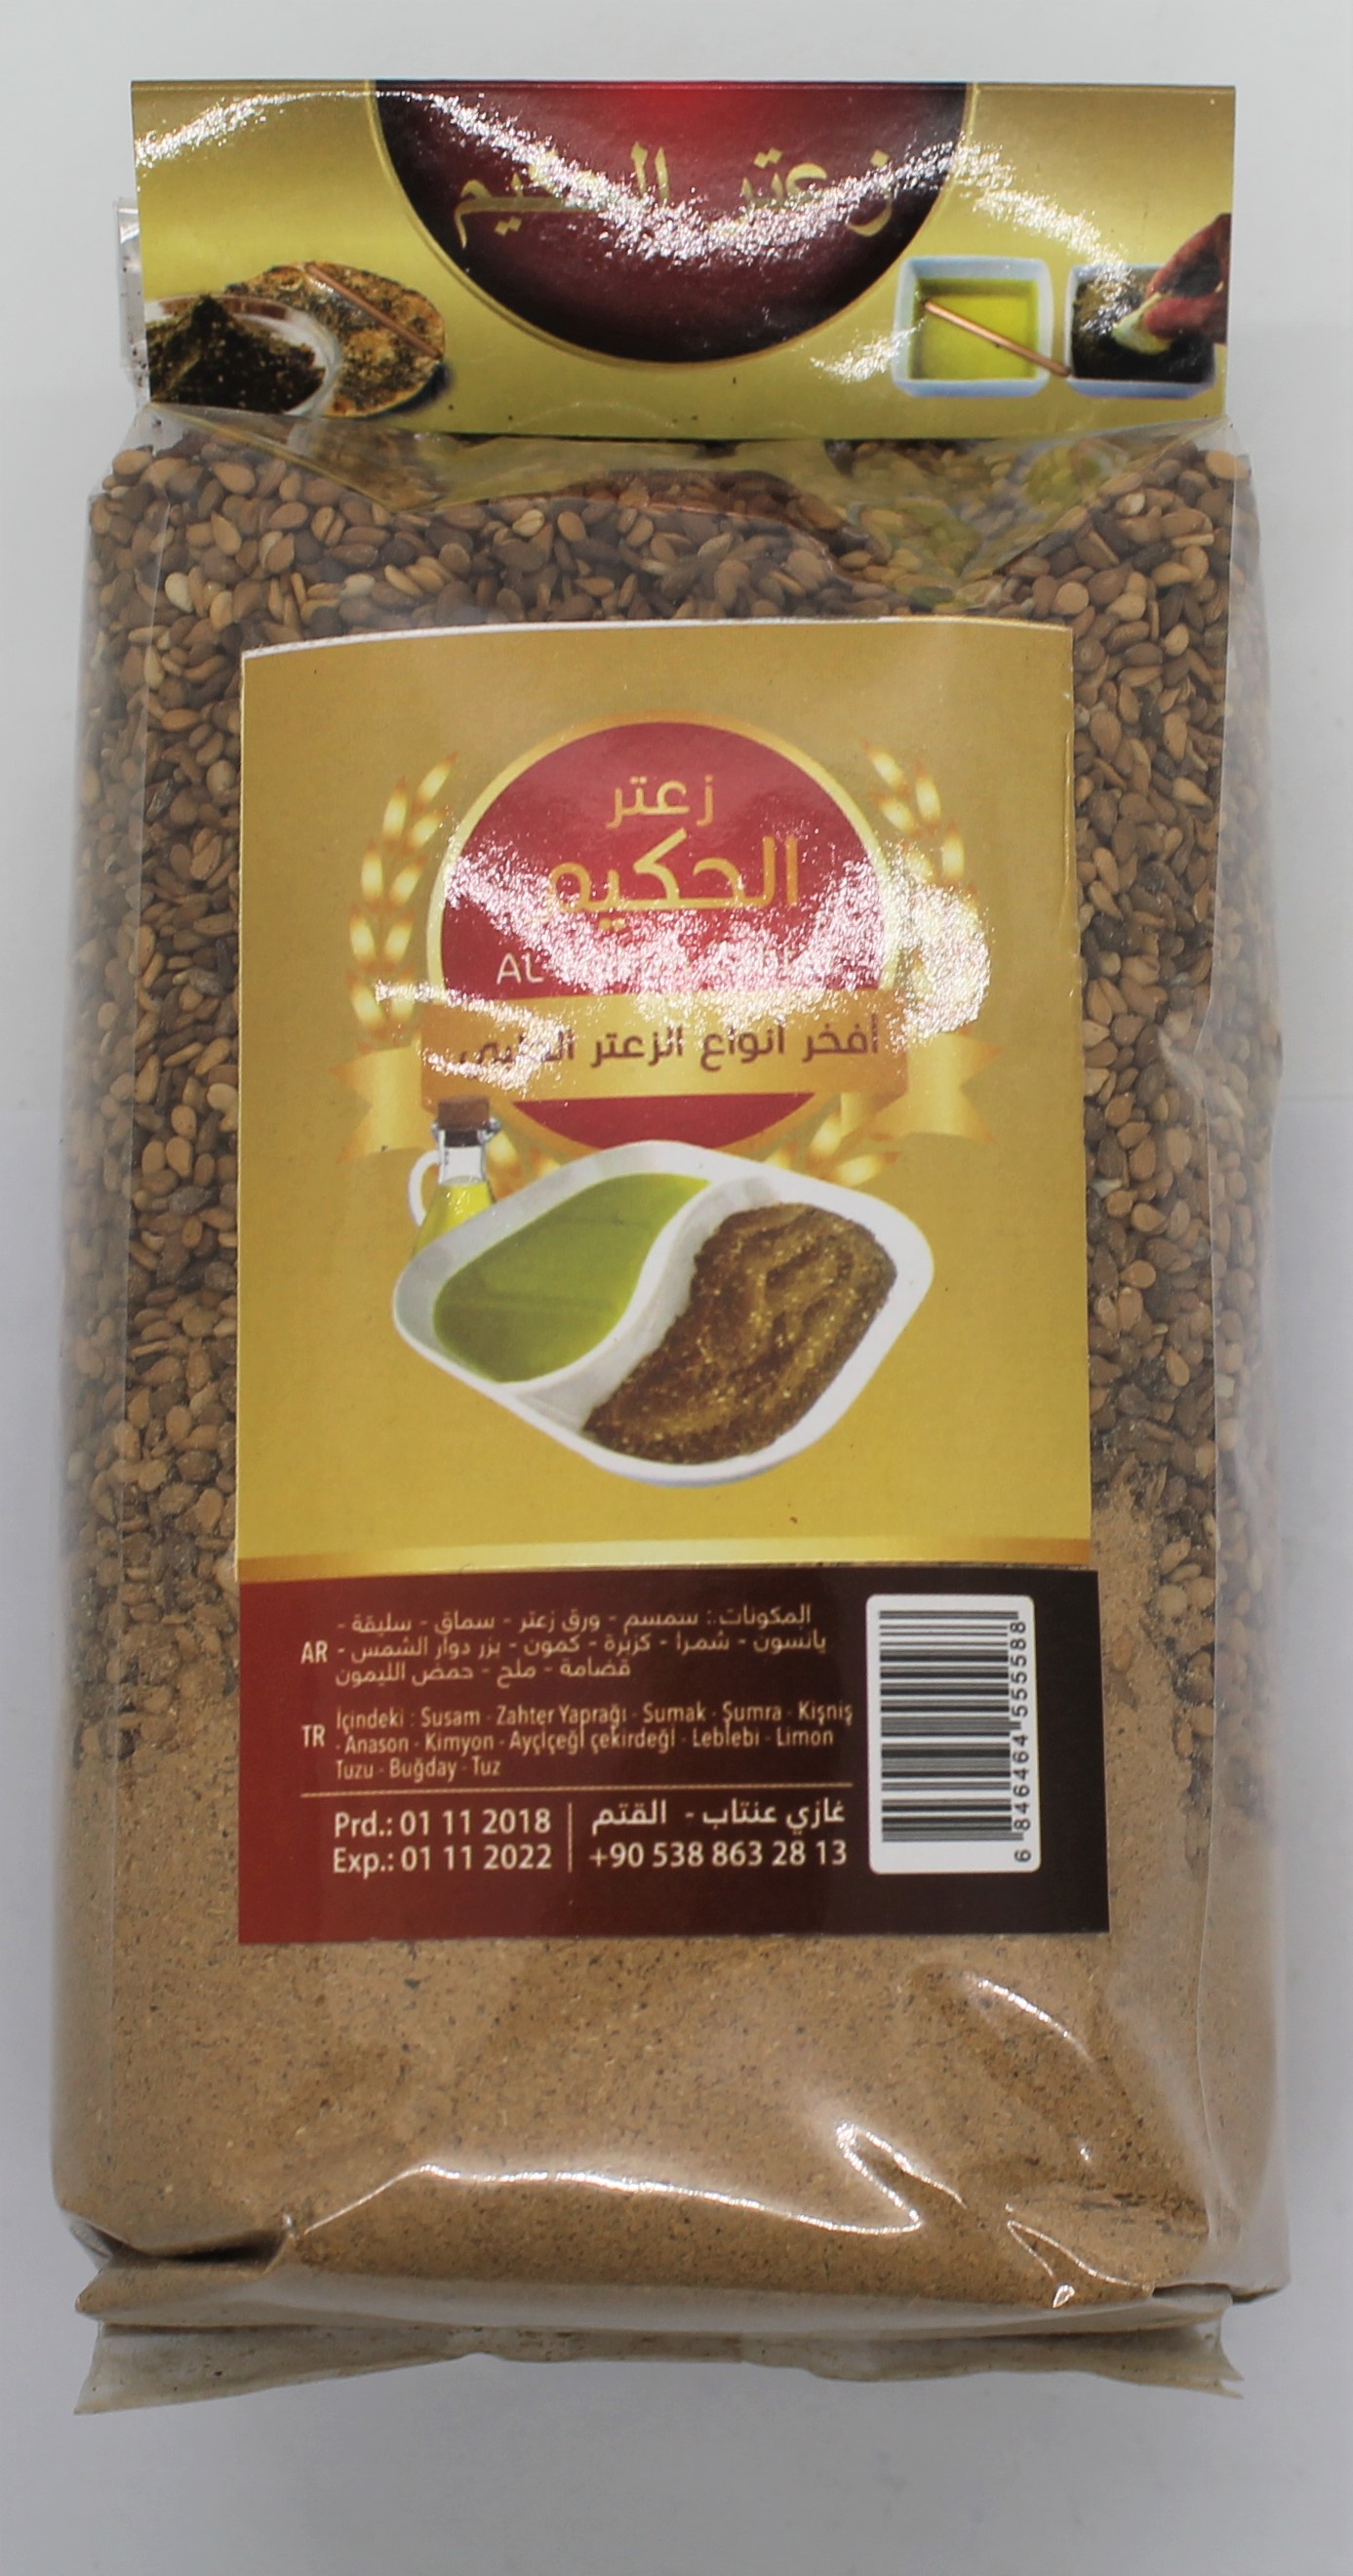 زعتر الحكيم
زعتر
الحكيم
أفخر انواع الزعتر
المكونات : سمسم - ورق زعتر - سماق - سليقة -
AR يانسون - شمرا - كزبرة - كمون - بزر دوار الشمس -
قضامة - ملح - حمض الليمون
İçindeki : Susam - Zahter Yaprağı - Sumak - Şumra - Kişniş
TR - Anason - Kimyon - Ayçiçeği çekirdeği - Leblebi - Limon
Tuzu - Buğday - Tuz
Prd.: 01 11 2018
Exp.: 01 11 2022
غازي عنتاب - القتم
+90 538 863 28 13
6 846464 555588